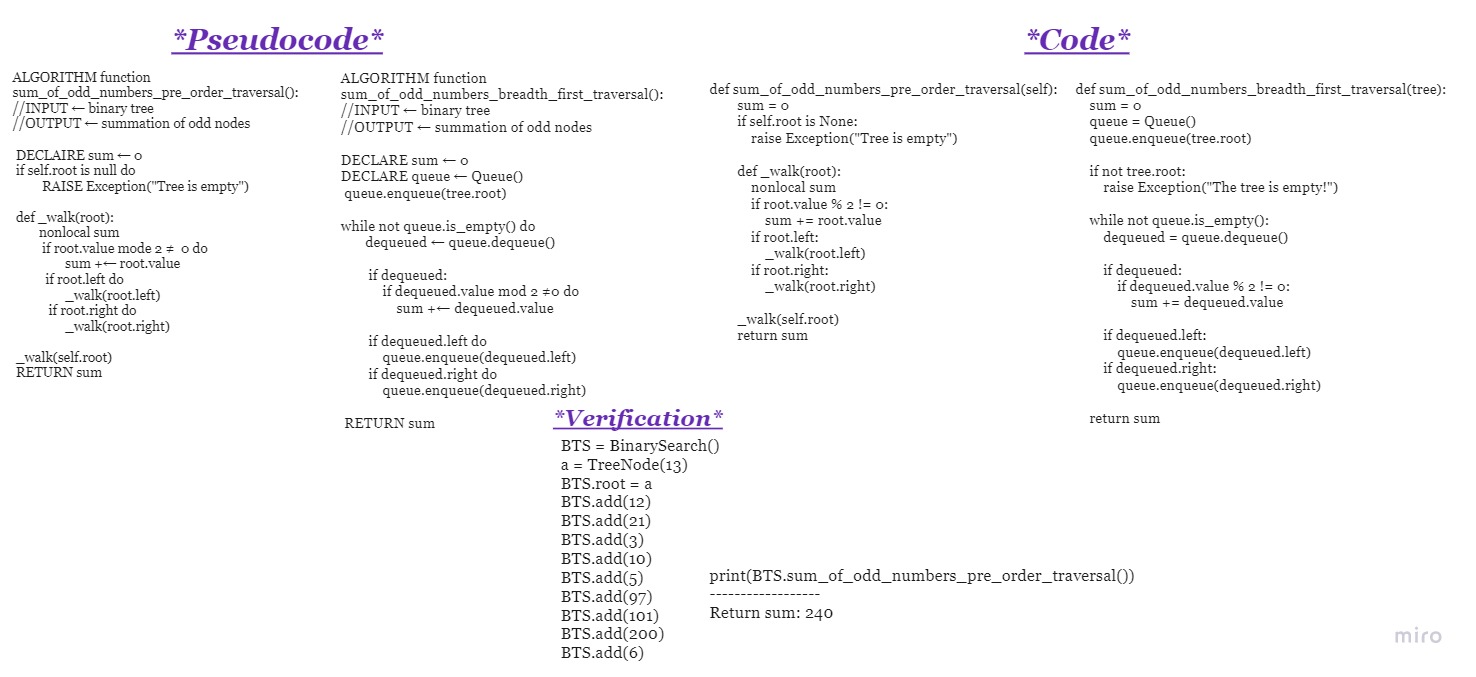 *Pseudocode*
ALGORITHM function
sum_of_odd_numbers_pre_order_traversal():
//INPUT ← binary tree
//OUTPUT ← summation of odd nodes
DECLAIRE sum ← 0
if self.root is null do
RAISE Exception("Tree is empty")
def _walk(root):
nonlocal sum
if root.value mode 2 ≠ 0 do
sum +← root.value
if root.left do
_walk(root.left)
if root.right do
_walk(root.right)
_walk(self.root)
RETURN sum
ALGORITHM function
sum_of_odd_numbers_breadth_first_traversal():
//INPUT ← binary tree
//OUTPUT ← summation of odd nodes
DECLARE sum ← 0
DECLARE queue ← Queue()
queue.enqueue(tree.root)
while not queue.is_empty() do
dequeued ← queue.dequeue()
if dequeued:
if dequeued.value mod 2 ≠0 do
sum +← dequeued.value
if dequeued.left do
queue.enqueue(dequeued.left)
if dequeued.right do
queue.enqueue(dequeued.right)
RETURN sum
*Code*
def sum_of_odd_numbers_pre_order_traversal(self):
sum = 0
if self.root is None:
raise Exception("Tree is empty")
def _walk(root):
nonlocal sum
if root.value % 2 != 0:
sum += root.value
if root.left:
_walk(root.left)
if root.right:
_walk(root.right)
_walk(self.root)
return sum
def sum_of_odd_numbers_breadth_first_traversal(tree):
sum = 0
queue = Queue()
queue.enqueue(tree.root)
if not tree.root:
raise Exception("The tree is empty!")
while not queue.is_empty():
dequeued = queue.dequeue()
if dequeued:
if dequeued.value % 2 != 0:
sum += dequeued.value
if dequeued.left:
queue.enqueue(dequeued.left)
if dequeued.right:
queue.enqueue(dequeued.right)
return sum
*Verification*
BTS = BinarySearch()
a = TreeNode(13)
BTS.root = a
BTS.add(12)
BTS.add(21)
BTS.add(3)
BTS.add(10)
BTS.add(5)
BTS.add(97)
BTS.add(101)
BTS.add(200)
BTS.add(6)
print(BTS.sum_of_odd_numbers_pre_order_traversal())
------------------
Return sum: 240
miro